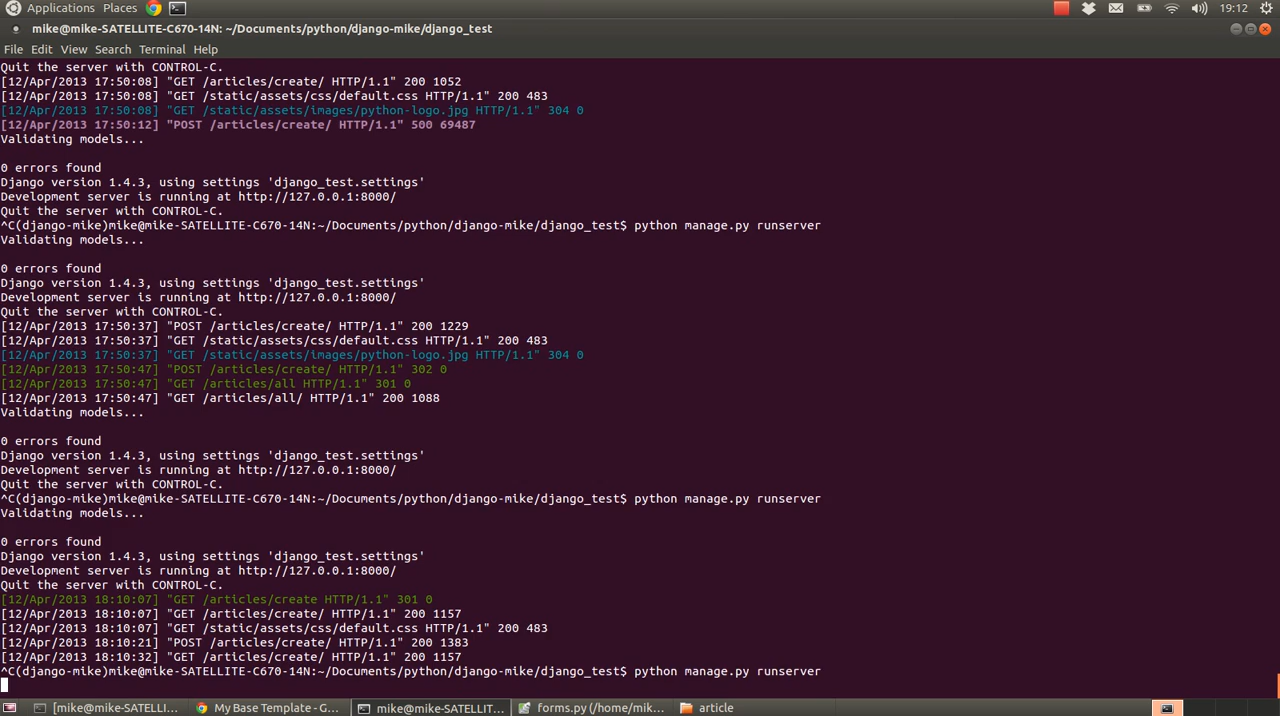 Applications Places 19:12
mike@mike-SATELLITE-C670-14N: ~/Documents/python/django-mike/django_test
File Edit View Search Terminal Help
Quit the server with CONTROL-C.
[12/Apr/2013 17:50:08] "GET /articles/create/ HTTP/1.1" 200 1052
[12/Apr/2013 17:50:08] "GET /static/assets/css/default.css HTTP/1.1" 200 483
[12/Apr/2013 17:50:08] "GET /static/assets/images/python-logo.jpg HTTP/1.1" 304 0
[12/Apr/2013 17:50:12] "POST /articles/create/ HTTP/1.1" 500 69487
Validating models...
0 errors found
Django version 1.4.3, using settings 'django_test.settings'
Development server is running at http://127.0.0.1:8000/
Quit the server with CONTROL-C.
^C(django-mike)mike@mike-SATELLITE-C670-14N:~/Documents/python/django-mike/django_test$ python manage.py runserver
Validating models...
0 errors found
Django version 1.4.3, using settings 'django_test.settings'
Development server is running at http://127.0.0.1:8000/
Quit the server with CONTROL-C.
[12/Apr/2013 17:50:37] "POST /articles/create/ HTTP/1.1" 200 1229
[12/Apr/2013 17:50:37] "GET /static/assets/css/default.css HTTP/1.1" 200 483
[12/Apr/2013 17:50:37] "GET /static/assets/images/python-logo.jpg HTTP/1.1" 304 0
[12/Apr/2013 17:50:47] "POST /articles/create/ HTTP/1.1" 302 0
[12/Apr/2013 17:50:47] "GET /articles/all HTTP/1.1" 301 0
[12/Apr/2013 17:50:47] "GET /articles/all/ HTTP/1.1" 200 1088
Validating models...
0 errors found
Django version 1.4.3, using settings 'django_test.settings'
Development server is running at http://127.0.0.1:8000/
Quit the server with CONTROL-C.
^C(django-mike)mike@mike-SATELLITE-C670-14N:~/Documents/python/django-mike/django_test$ python manage.py runserver
Validating models...
0 errors found
Django version 1.4.3, using settings 'django_test.settings'
Development server is running at http://127.0.0.1:8000/
Quit the server with CONTROL-C.
[12/Apr/2013 18:10:07] "GET /articles/create HTTP/1.1" 301 0
[12/Apr/2013 18:10:07] "GET /articles/create/ HTTP/1.1" 200 1157
[12/Apr/2013 18:10:07] "GET /static/assets/css/default.css HTTP/1.1" 200 483
[12/Apr/2013 18:10:21] "POST /articles/create/ HTTP/1.1" 200 1383
[12/Apr/2013 18:10:32] "GET /articles/create/ HTTP/1.1" 200 1157
^C(django-mike)mike@mike-SATELLITE-C670-14N:~/Documents/python/django-mike/django_test$ python manage.py runserver
[mike@mike-SATELLI... My Base Template - G... mike@mike-SATELLIT... forms.py (/home/mik... article